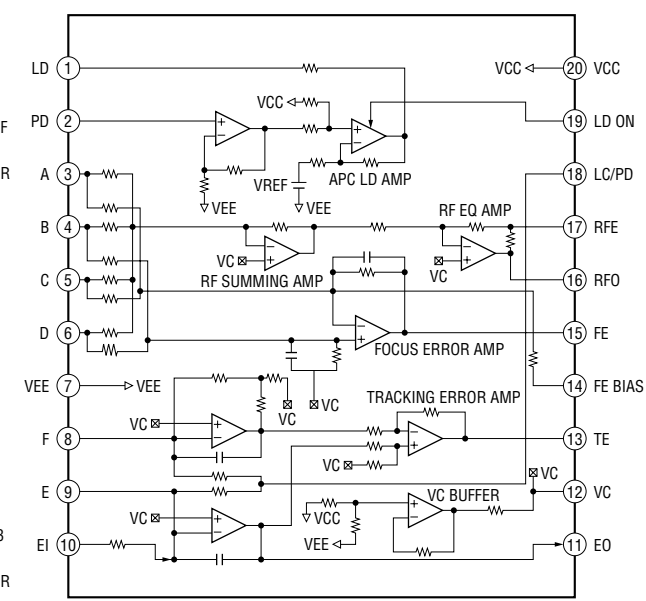 LD 1
VCC 20 VCC
PD 2
VCC
19 LD ON
F
A 3
VREF
APC LD AMP
18 LC/PD
R
VEE
VEE
B 4
RF EQ AMP
17 RFE
VC
VC
C 5
RF SUMMING AMP
16 RFO
D 6
FOCUS ERROR AMP
15 FE
VEE 7 VEE
VC
VC
14 FE BIAS
TRACKING ERROR AMP
F 8
VC
13 TE
VC
VC
E 9
VC BUFFER
12 VC
VC
VCC
B
EI 10
VEE
11 EO
R